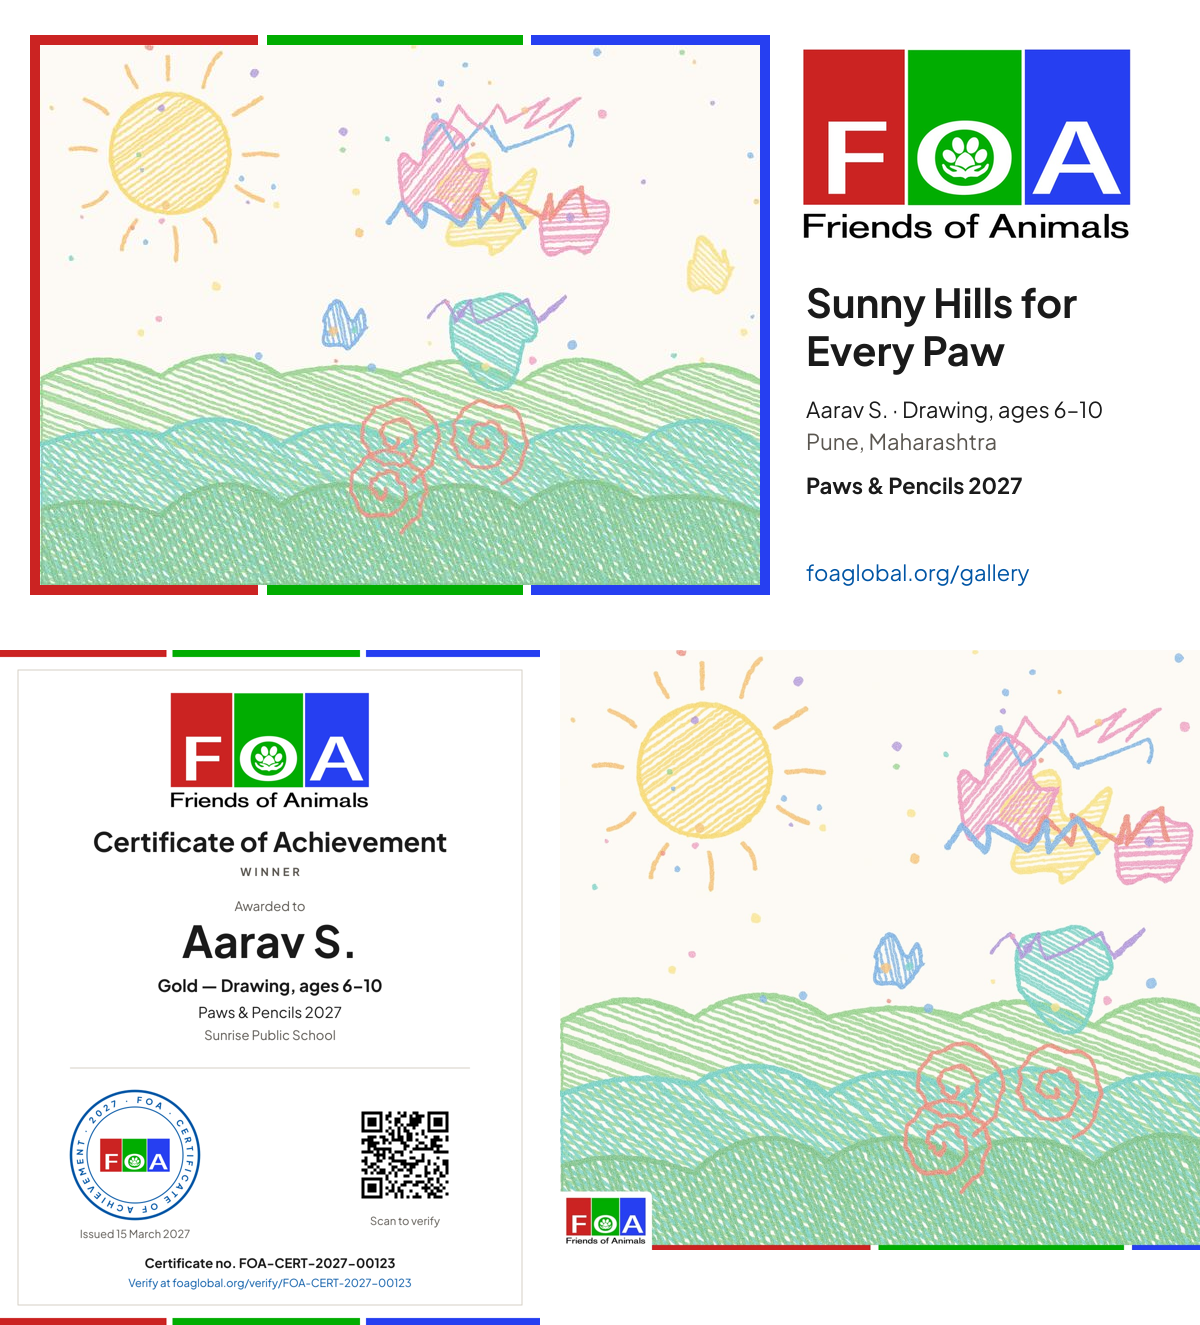 FOA
Friends of Animals
Sunny Hills for
Every Paw
Aarav S. · Drawing, ages 6–10
Pune, Maharashtra
Paws & Pencils 2027
foaglobal.org/gallery
FOA
Friends of Animals
Certificate of Achievement
WINNER
Awarded to
Aarav S.
Gold — Drawing, ages 6–10
Paws & Pencils 2027
Sunrise Public School
FOA · CERTIFICATE OF ACHIEVEMENT · 2027 ·
FOA
Issued 15 March 2027
Scan to verify
Certificate no. FOA-CERT-2027-00123
Verify at foaglobal.org/verify/FOA-CERT-2027-00123
FOA
Friends of Animals